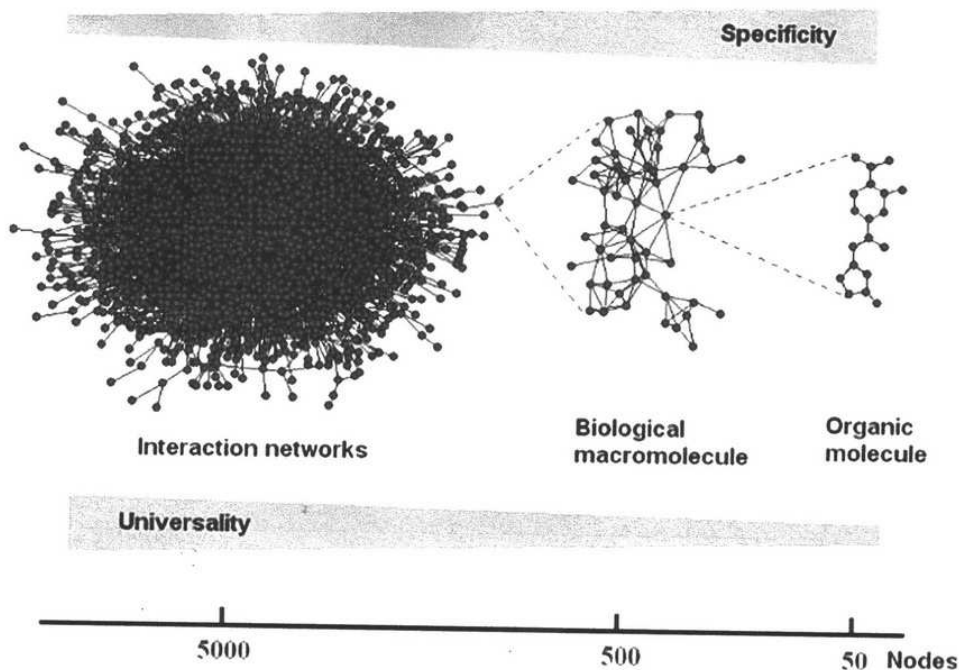 Specificity
Interaction networks
Biological
macromolecule
Organic
molecule
Universality
5000
500
50
Nodes